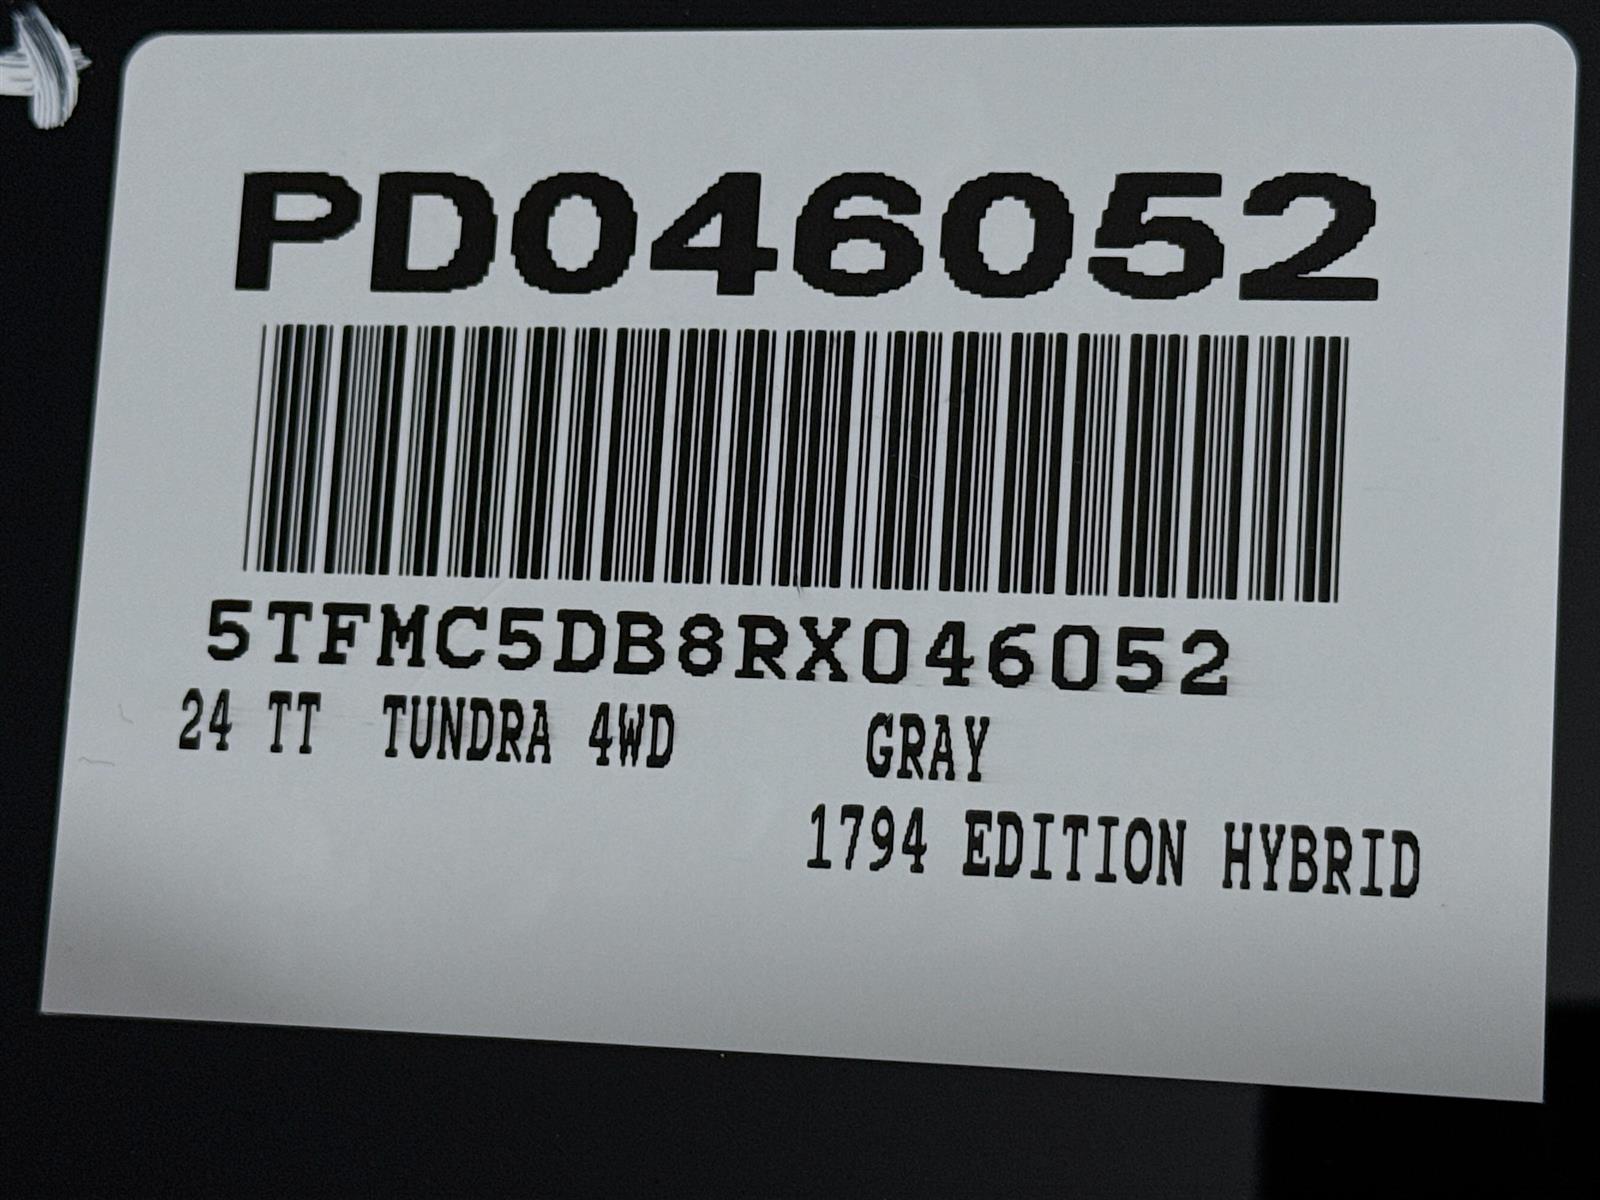 PD046052
5TFMC5DB8RX046052
24 TT TUNDRA 4WD GRAY
1794 EDITION HYBRID